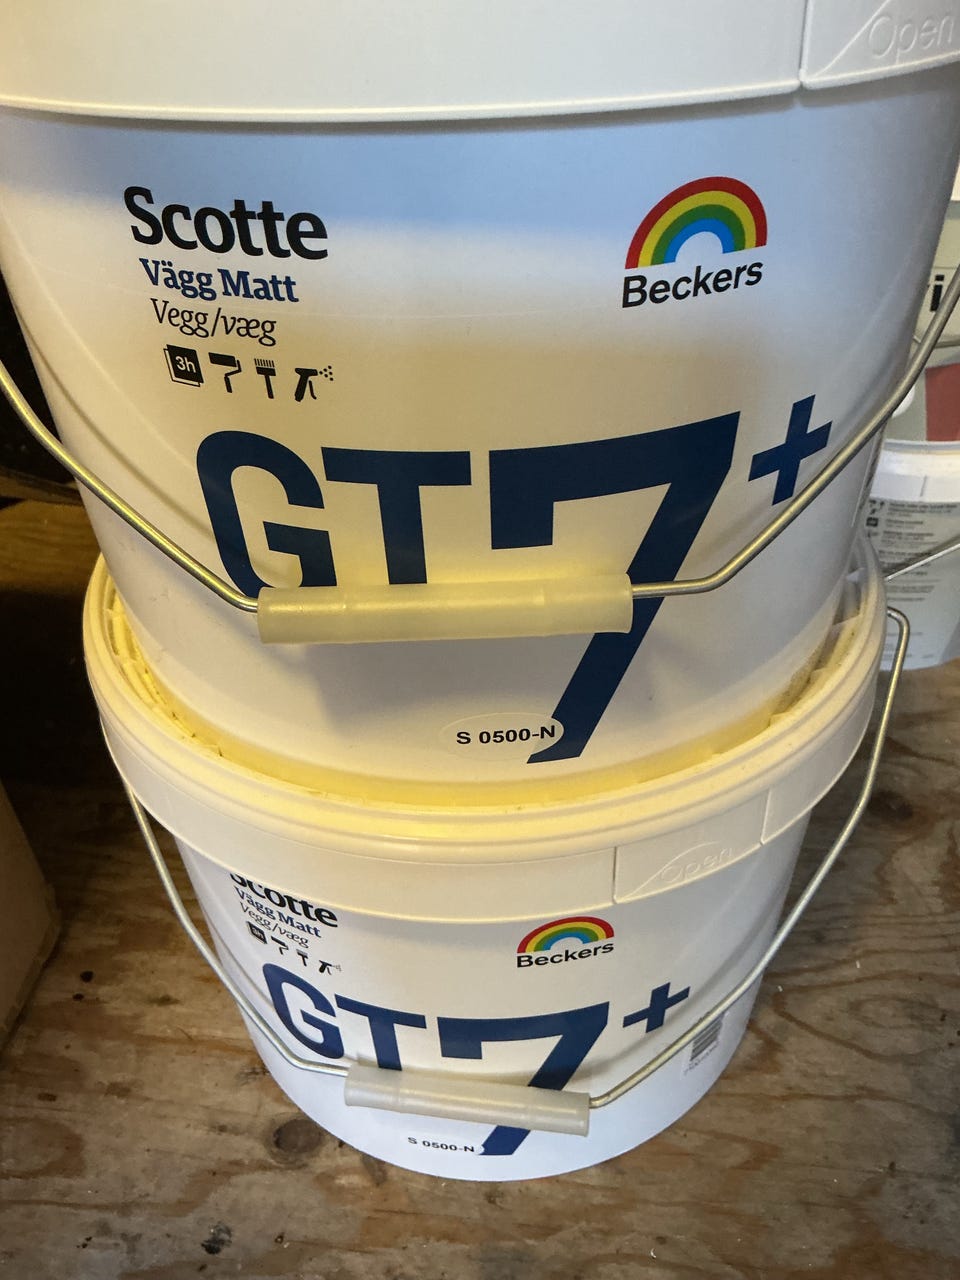 Open
Scotte
Vägg Matt
Vegg/væg
3h
Beckers
GT7+
S 0500-N
Open
Scotte
Vägg Matt
Vegg/væg
3h
Beckers
GT7+
S 0500-N